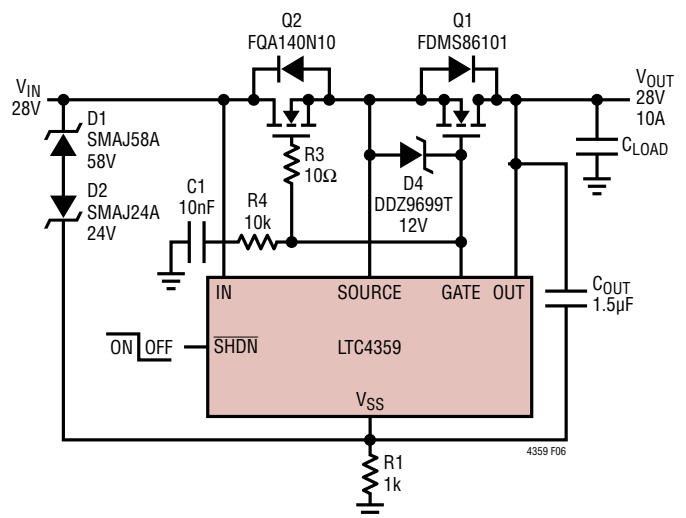 Q2
FQA140N10
Q1
FDMS86101
VIN
28V
VOUT
28V
10A
D1
SMAJ58A
58V
D2
SMAJ24A
24V
R3
10Ω
CLOAD
C1
10nF
R4
10k
D4
DDZ9699T
12V
COUT
1.5µF
IN
SOURCE
GATE
OUT
ON
OFF
SHDN
LTC4359
VSS
4359 F06
R1
1k